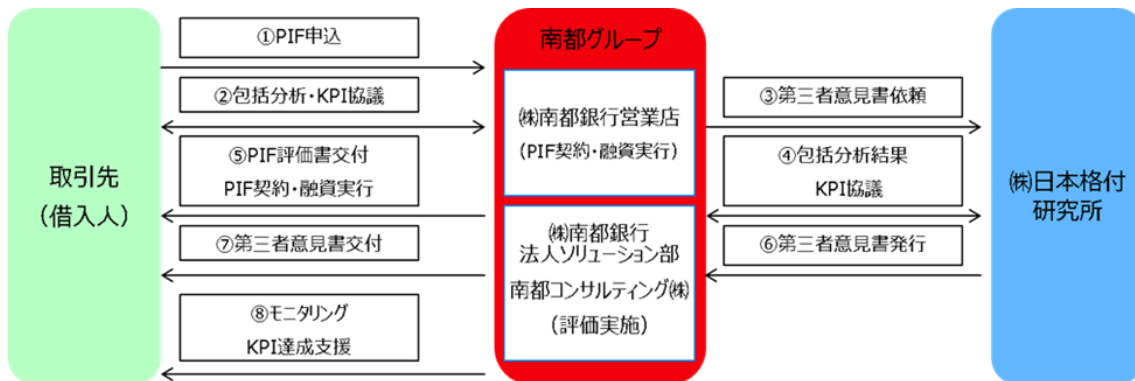 ①PIF申込
②包括分析・KPI協議
⑤PIF評価書交付
PIF契約・融資実行
⑦第三者意見書交付
⑧モニタリング
KPI達成支援
取引先
（借入人）
南都グループ
㈱南都銀行営業店
（PIF契約・融資実行）
㈱南都銀行
法人ソリューション部
南都コンサルティング㈱
（評価実施）
③第三者意見書依頼
④包括分析結果
KPI協議
⑥第三者意見書発行
㈱日本格付
研究所